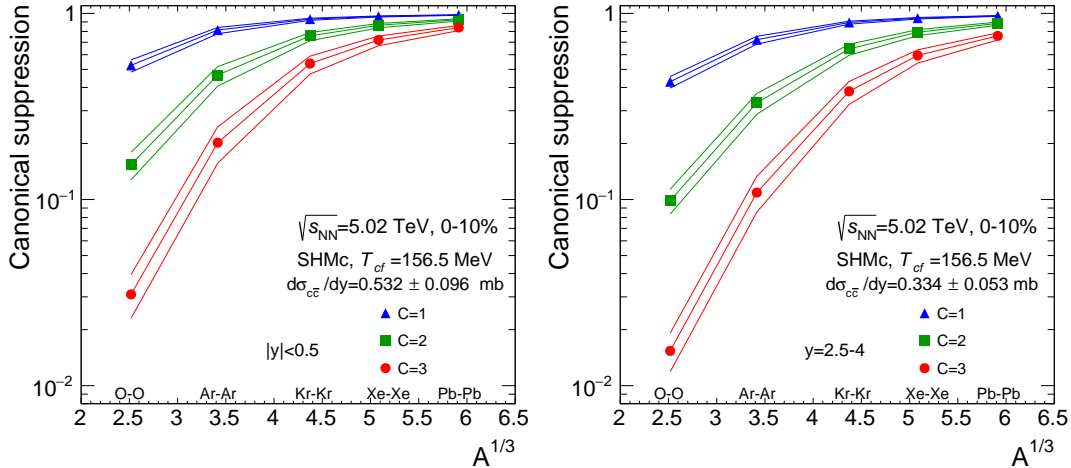 Canonical suppression
1
10⁻¹
10⁻²
√sNN=5.02 TeV, 0-10%
SHMc, T cf =156.5 MeV
dσcc̅ /dy=0.532 ± 0.096 mb
C=1
C=2
C=3
|y|<0.5
O-O Ar-Ar Kr-Kr Xe-Xe Pb-Pb
2 2.5 3 3.5 4 4.5 5 5.5 6 6.5
A^1/3
Canonical suppression
1
10⁻¹
10⁻²
√sNN=5.02 TeV, 0-10%
SHMc, T cf =156.5 MeV
dσcc̅ /dy=0.334 ± 0.053 mb
C=1
C=2
C=3
y=2.5-4
O-O Ar-Ar Kr-Kr Xe-Xe Pb-Pb
2 2.5 3 3.5 4 4.5 5 5.5 6 6.5
A^1/3